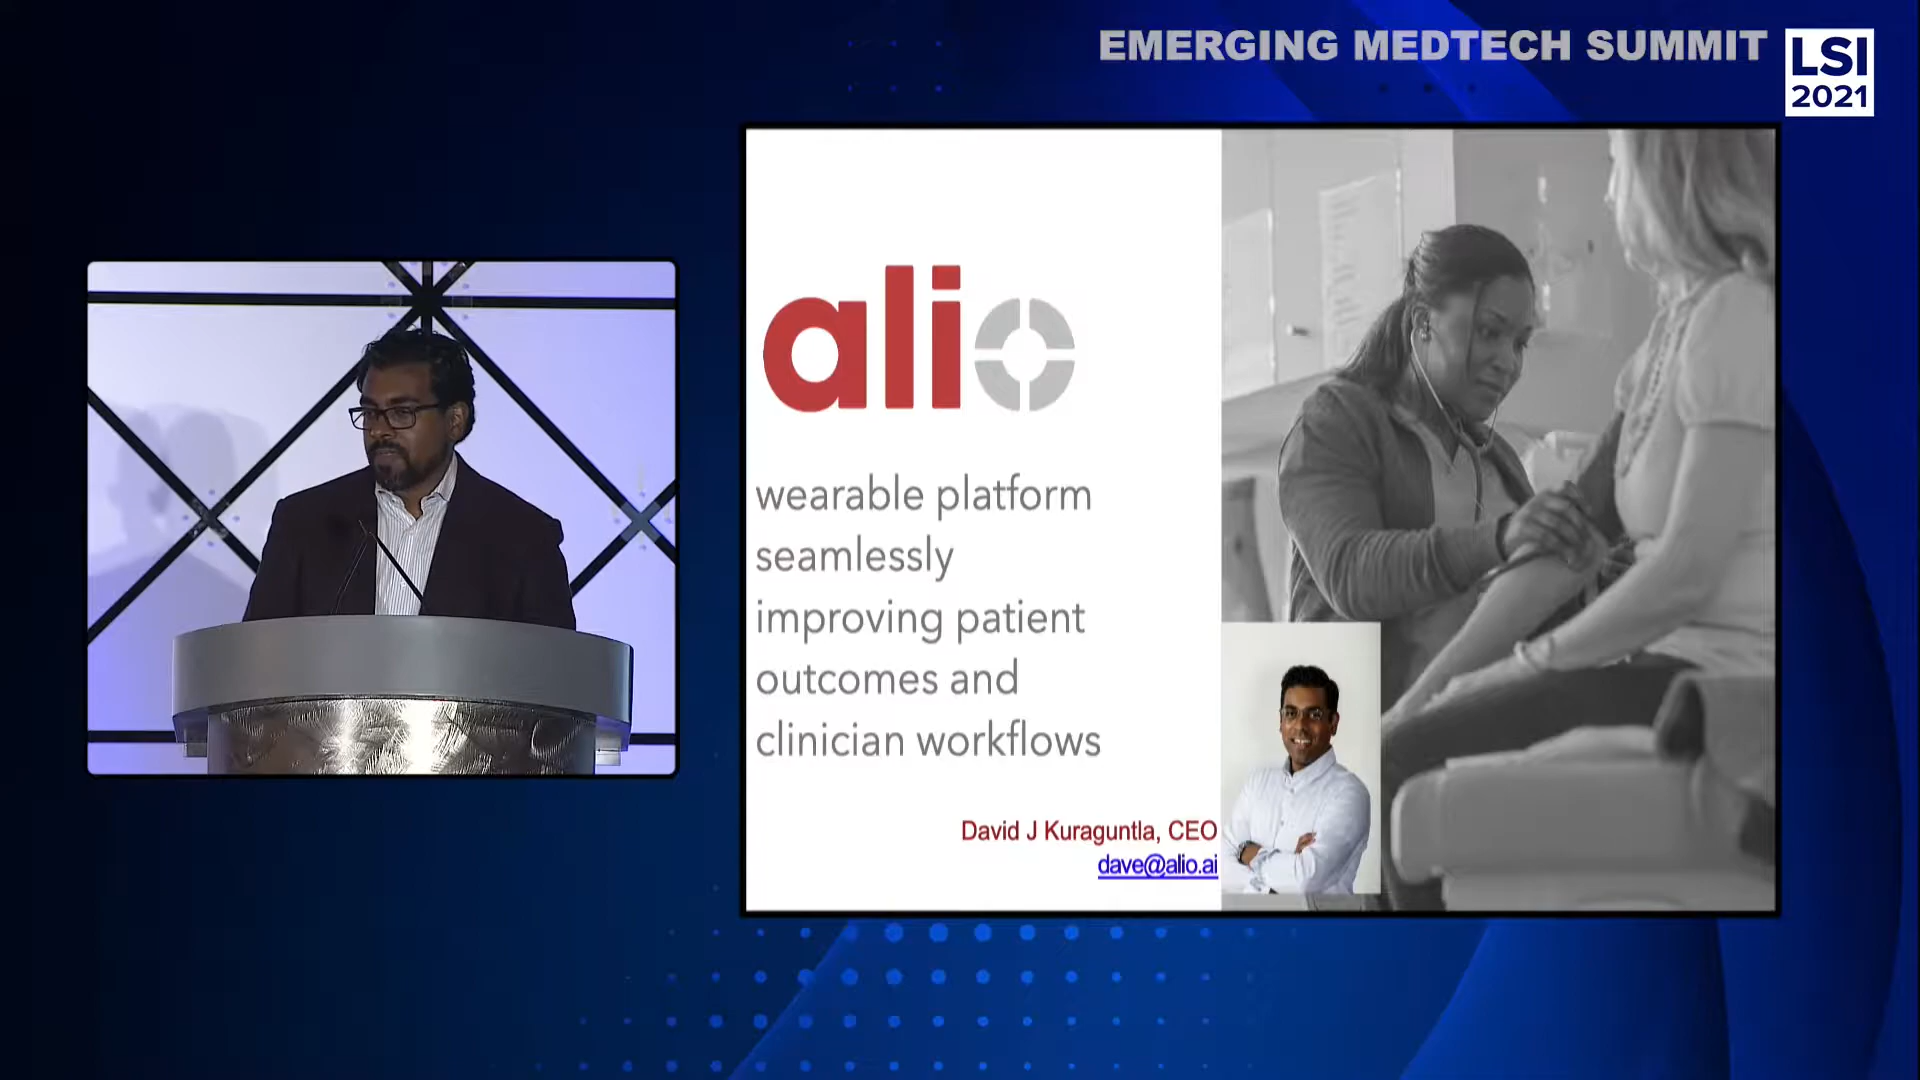 EMERGING MEDTECH SUMMIT
LSI
2021
alio
wearable platform
seamlessly
improving patient
outcomes and
clinician workflows
David J Kuraguntla, CEO
dave@alio.ai